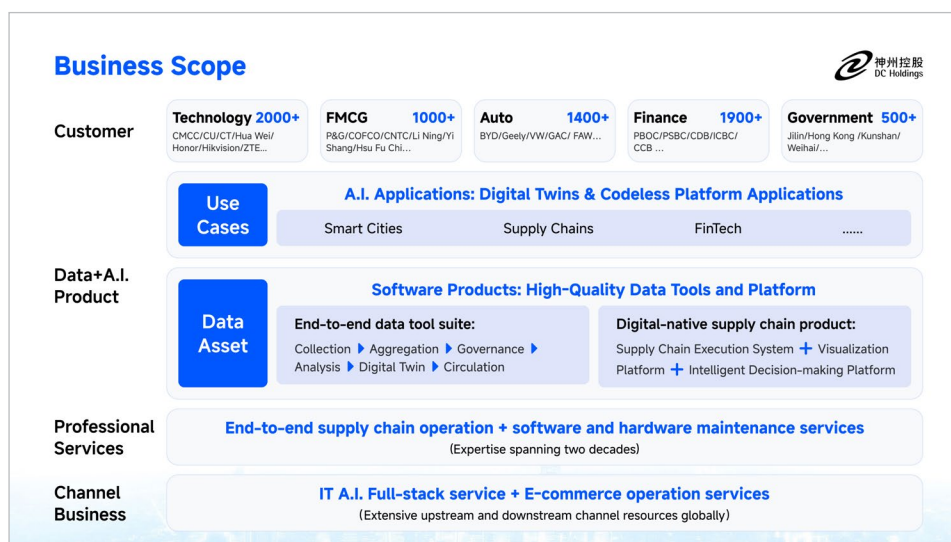 Business Scope
神州控股
DC Holdings
Customer
Technology 2000+
CMCC/CU/CT/Hua Wei/
Honor/Hikvision/ZTE...
FMCG 1000+
P&G/COFCO/CNTC/Li Ning/Yi
Shang/Hsu Fu Chi...
Auto 1400+
BYD/Geely/VW/GAC/ FAW...
Finance 1900+
PBOC/PSBC/CDB/ICBC/
CCB ...
Government 500+
Jilin/Hong Kong /Kunshan/
Weihai/...
Data+A.I.
Product
Use
Cases
A.I. Applications: Digital Twins & Codeless Platform Applications
Smart Cities
Supply Chains
FinTech
......
Data
Asset
Software Products: High-Quality Data Tools and Platform
End-to-end data tool suite:
Collection ▶ Aggregation ▶ Governance ▶
Analysis ▶ Digital Twin ▶ Circulation
Digital-native supply chain product:
Supply Chain Execution System + Visualization
Platform + Intelligent Decision-making Platform
Professional
Services
End-to-end supply chain operation + software and hardware maintenance services
(Expertise spanning two decades)
Channel
Business
IT A.I. Full-stack service + E-commerce operation services
(Extensive upstream and downstream channel resources globally)